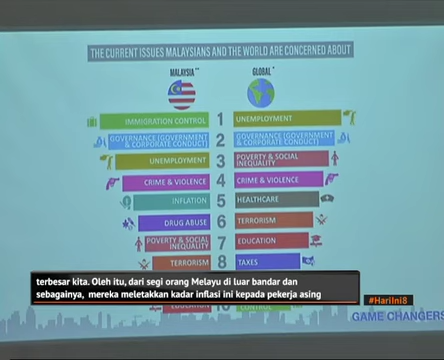 THE CURRENT ISSUES MALAYSIANS AND THE WORLD ARE CONCERNED ABOUT
MALAYSIA**
GLOBAL*
IMMIGRATION CONTROL 1 UNEMPLOYMENT
GOVERNANCE (GOVERNMENT & CORPORATE CONDUCT) 2 GOVERNANCE (GOVERNMENT & CORPORATE CONDUCT)
UNEMPLOYMENT 3 POVERTY & SOCIAL INEQUALITY
CRIME & VIOLENCE 4 CRIME & VIOLENCE
INFLATION 5 HEALTHCARE
DRUG ABUSE 6 TERRORISM
POVERTY & SOCIAL INEQUALITY 7 EDUCATION
TERRORISM 8 TAXES
terbesar kita. Oleh itu, dari segi orang Melayu di luar bandar dan
sebagainya, mereka meletakkan kadar inflasi ini kepada pekerja asing
#HariIni8
CONTROL
GAME CHANGERS